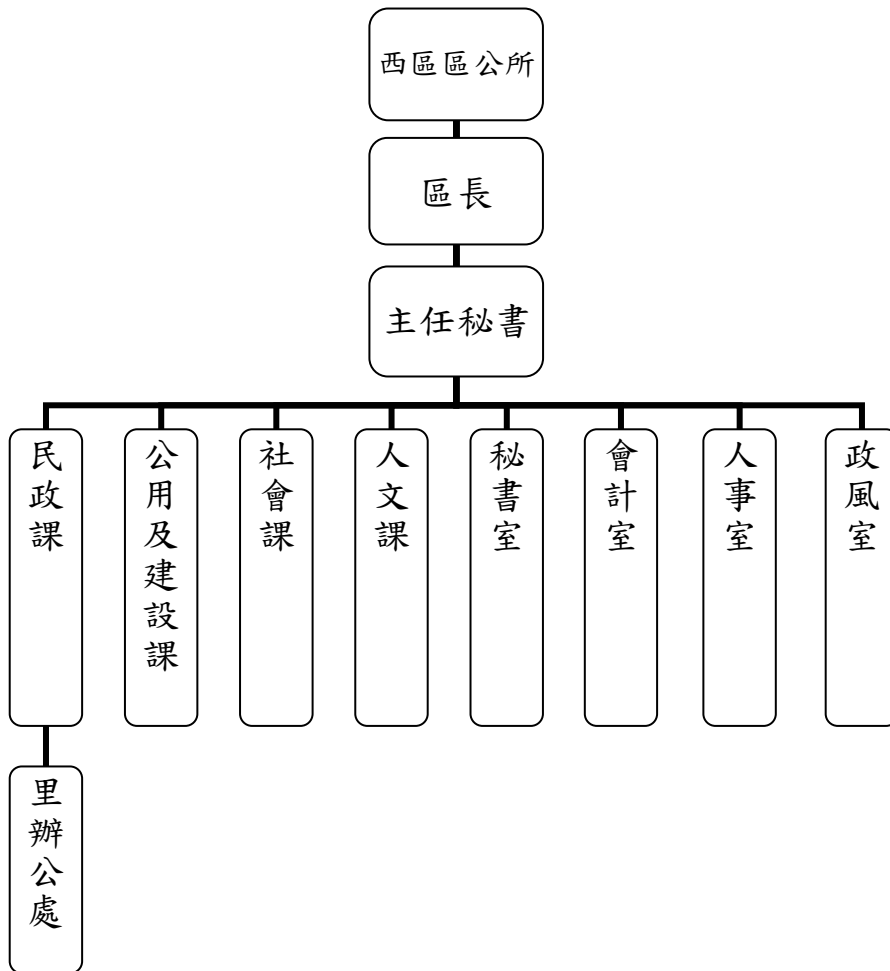 西區區公所
區長
主任秘書
民政課
公用及建設課
社會課
人文課
秘書室
會計室
人事室
政風室
里辦公處